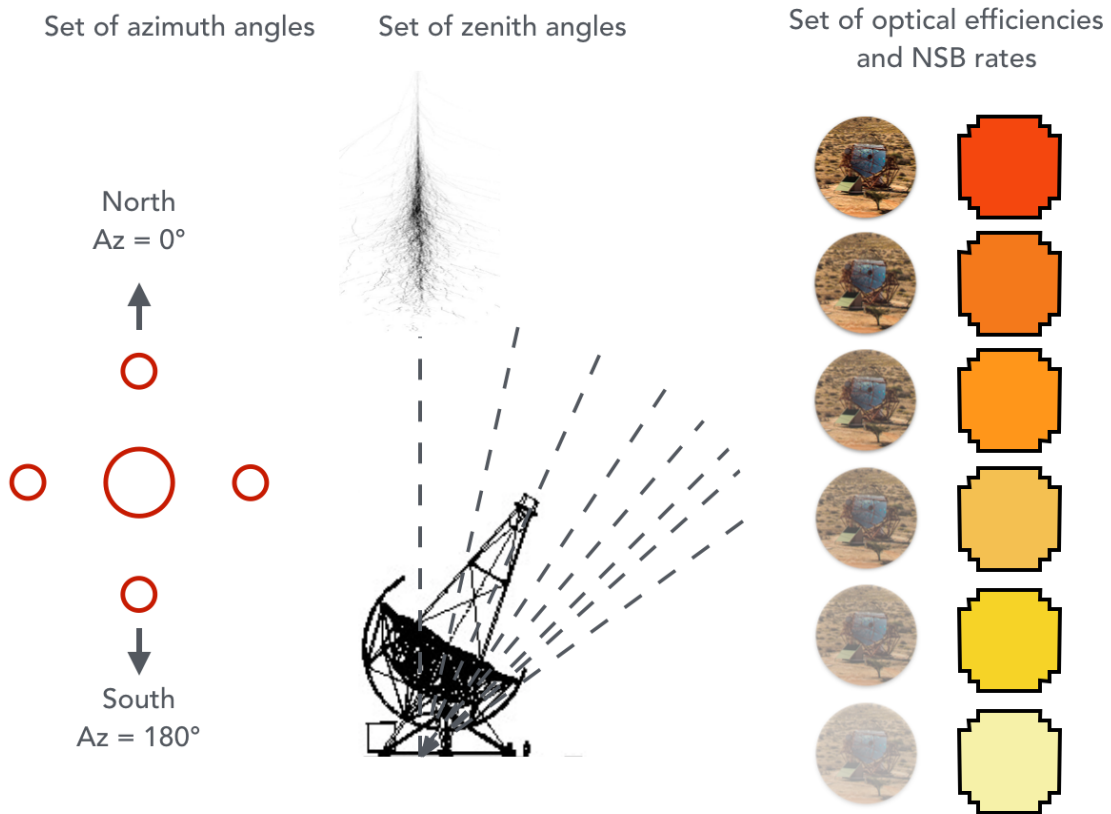 Set of azimuth angles
Set of zenith angles
Set of optical efficiencies
and NSB rates
North
Az = 0°
South
Az = 180°